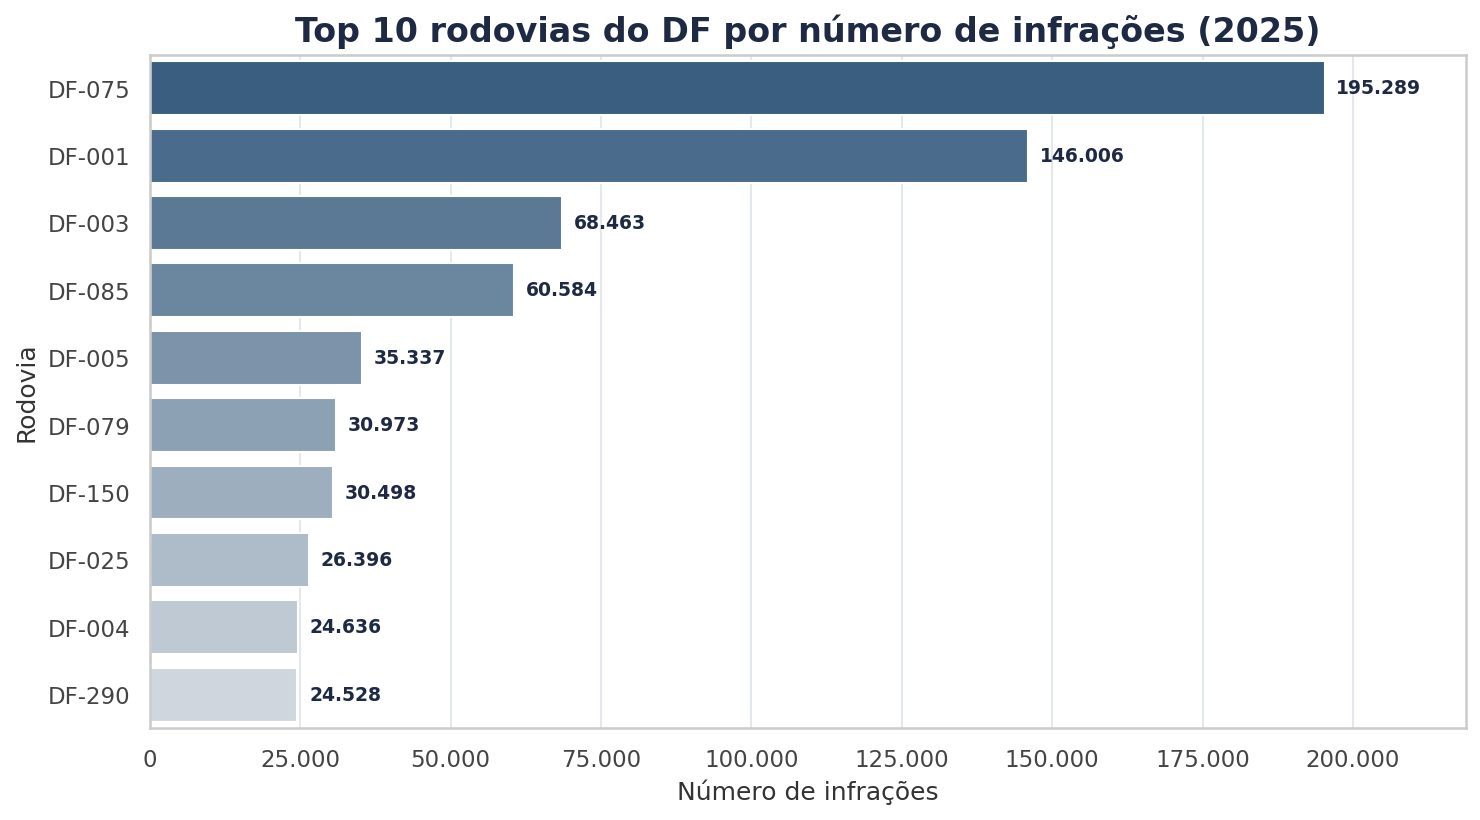 Top 10 rodovias do DF por número de infrações (2025)
Rodovia
DF-075 195.289
DF-001 146.006
DF-003 68.463
DF-085 60.584
DF-005 35.337
DF-079 30.973
DF-150 30.498
DF-025 26.396
DF-004 24.636
DF-290 24.528
0 25.000 50.000 75.000 100.000 125.000 150.000 175.000 200.000
Número de infrações